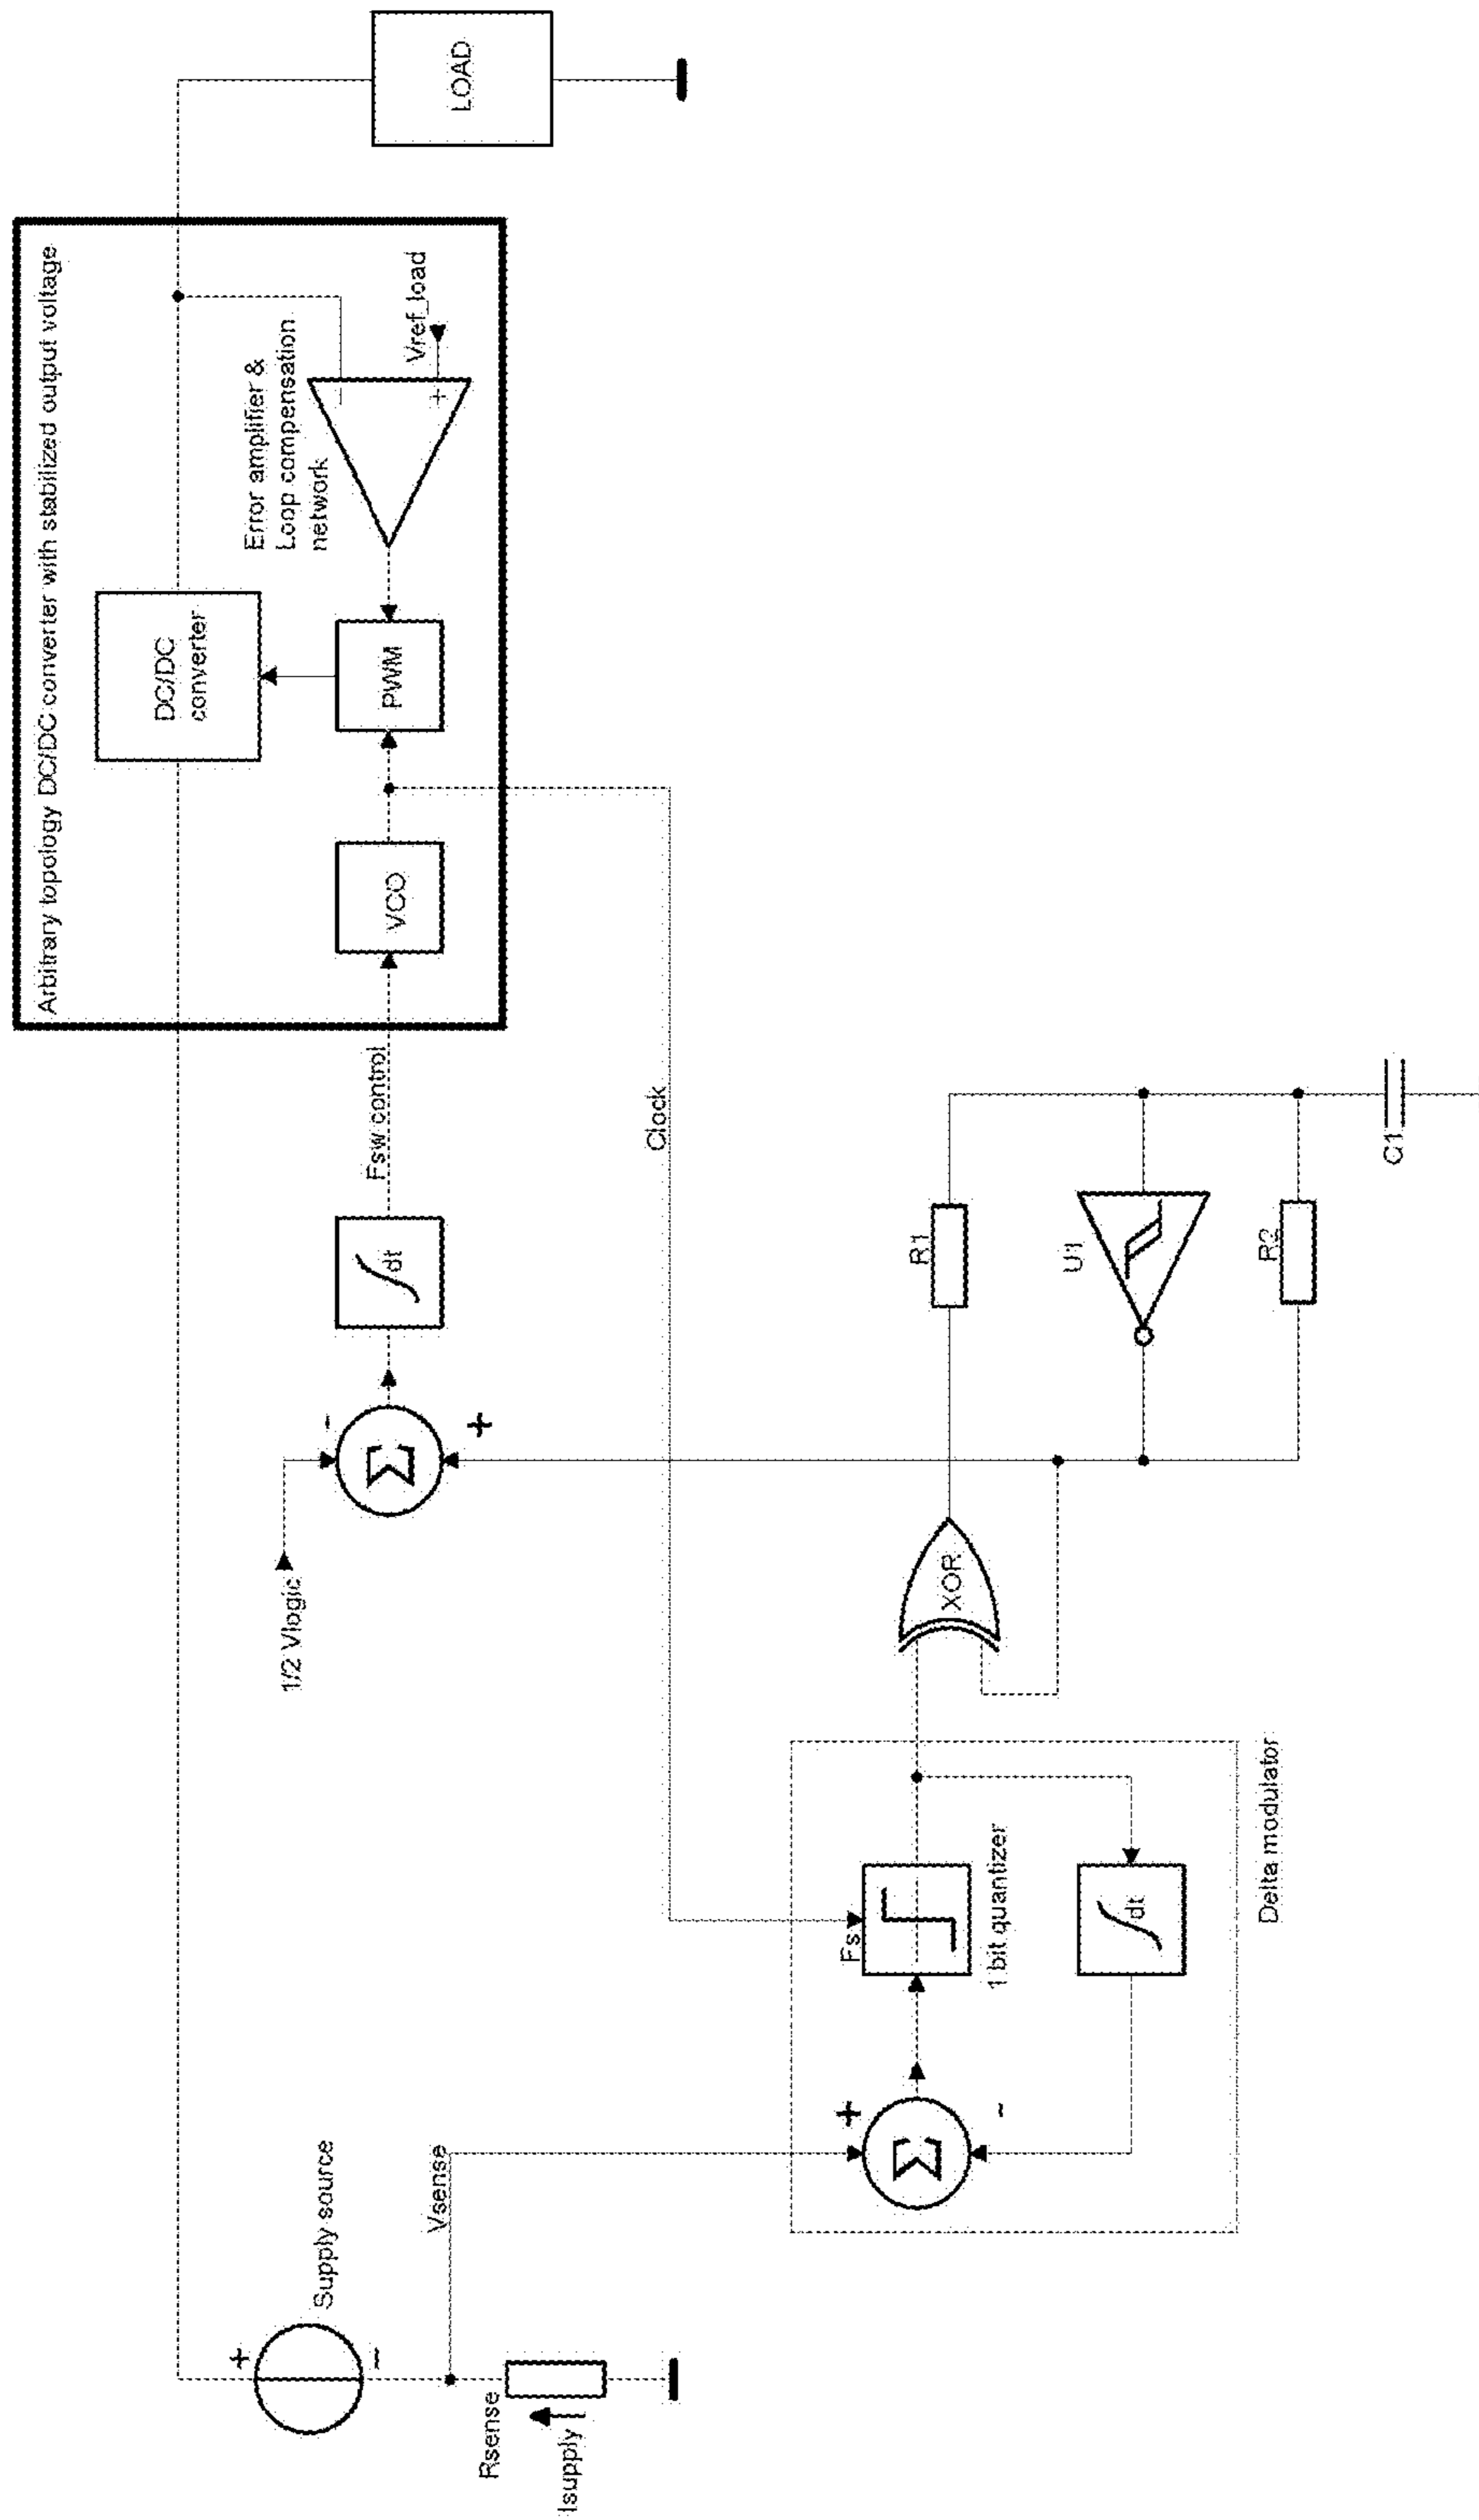 Arbitrary topology DC/DC converter with stabilized output voltage
LOAD
DC/DC
converter
Error amplifier &
Loop compensation
network
Vref_load
PWM
VCO
Fsw control
Clock
dt
Σ
-
+
1/2 Vlogic
R1
U1
R2
C1
XOR
Supply source
+
-
Vsense
Rsense
Isupply
Fs
1 bit quantizer
dt
Σ
+
-
Delta modulator
-
+